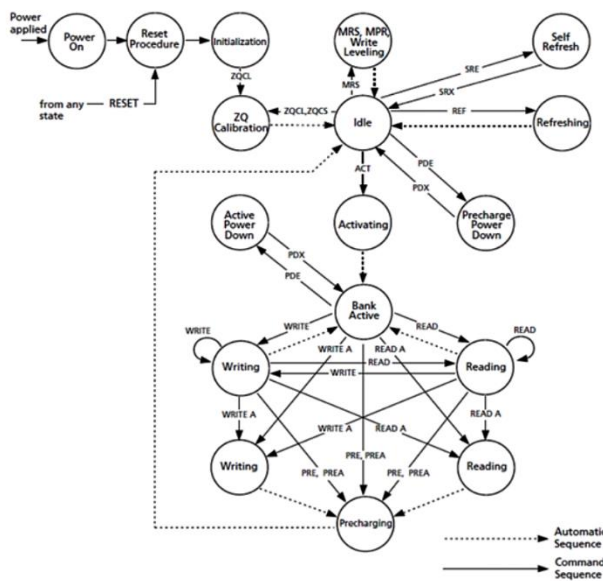 Power
applied
Power
On
Reset
Procedure
Initialization
MRS, MPR,
Write
Leveling
Self
Refresh
from any
state
RESET
ZQCL
MRS
SRE
SRX
ZQ
Calibration
ZQCL,ZQCS
Idle
REF
Refreshing
ACT
PDE
PDX
Active
Power
Down
Activating
Precharge
Power
Down
PDX
PDE
Bank
Active
WRITE
WRITE
READ
READ
WRITE A
READ A
Writing
READ
WRITE
Reading
WRITE A
WRITE A
READ A
READ A
Writing
Reading
PRE, PREA
PRE, PREA
PRE, PREA
Precharging
Automatic
Sequence
Command
Sequence